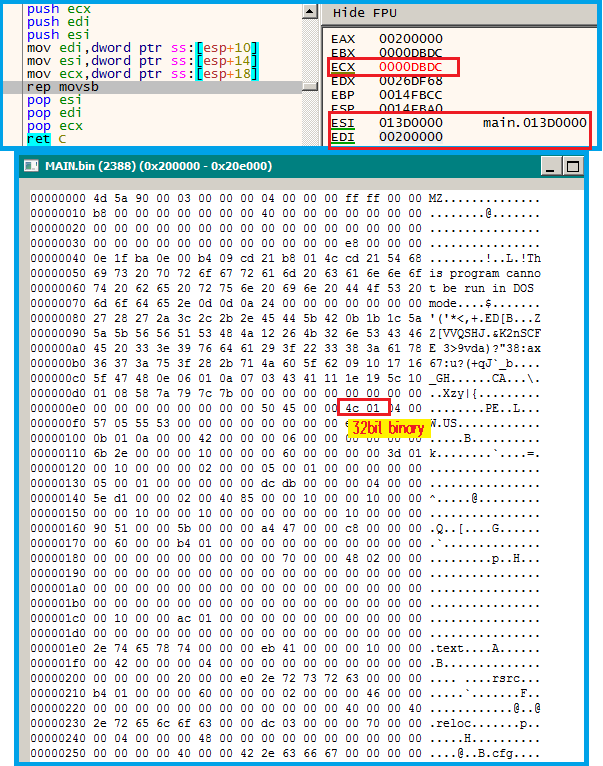 push ecx
push edi
push esi
mov edi,dword ptr ss:[esp+10]
mov esi,dword ptr ss:[esp+14]
mov ecx,dword ptr ss:[esp+18]
rep movsb
pop esi
pop edi
pop ecx
ret C
Hide FPU
EAX 00200000
EBX 0000DBDC
ECX 0000DBDC
EDX 0026DF68
EBP 0014FBCC
ESP 0014FBA0
ESI 013D0000 main.013D0000
EDI 00200000
MAIN.bin (2388) (0x200000 - 0x20e000)
00000000 4d 5a 90 00 03 00 00 00 04 00 00 00 ff ff 00 00 MZ..............
00000010 b8 00 00 00 00 00 00 00 40 00 00 00 00 00 00 00 ........@.......
00000020 00 00 00 00 00 00 00 00 00 00 00 00 00 00 00 00 ................
00000030 00 00 00 00 00 00 00 00 00 00 00 00 e8 00 00 00 ................
00000040 0e 1f ba 0e 00 b4 09 cd 21 b8 01 4c cd 21 54 68 ........!..L.!Th
00000050 69 73 20 70 72 6f 67 72 61 6d 20 63 61 6e 6e 6f is program canno
00000060 74 20 62 65 20 72 75 6e 20 69 6e 20 44 4f 53 20 t be run in DOS
00000070 6d 6f 64 65 2e 0d 0d 0a 24 00 00 00 00 00 00 00 mode....$.......
00000080 27 28 27 2a 3c 2c 2b 2e 45 44 5b 42 0b 1b 1c 5a '('*<,+.ED[B...Z
00000090 5a 5b 56 56 51 53 48 4a 12 26 4b 32 6e 53 43 46 Z[VVQSHJ.&K2nSCF
000000a0 45 20 33 3e 39 76 64 61 29 3f 22 33 38 3a 61 78 E 3>9vda)?"38:ax
000000b0 36 37 3a 75 3f 28 2b 71 4a 60 5f 62 09 10 17 16 67:u?(+qJ`_b....
000000c0 5f 47 48 0e 06 01 0a 07 03 43 41 11 1e 19 5c 10 _GH......CA...\.
000000d0 01 08 58 7a 79 7c 7b 00 00 00 00 00 00 00 00 00 ..Xzy|{.........
000000e0 00 00 00 00 00 00 00 00 50 45 00 00 4c 01 04 00 ........PE..L...
000000f0 57 05 55 53 00 00 00 00 00 00 00 00 W.US
32bit binary
00000100 0b 01 0a 00 00 42 00 00 00 06 00 00 00 00 00 00 .....B..........
00000110 6b 2e 00 00 00 10 00 00 00 60 00 00 00 00 3d 01 k........`....=.
00000120 00 10 00 00 00 02 00 00 05 00 01 00 00 00 00 00 ................
00000130 05 00 01 00 00 00 00 00 dc db 00 00 00 04 00 00 ................
00000140 5e d1 00 00 02 00 40 85 00 00 10 00 00 10 00 00 ^.....@.........
00000150 00 00 10 00 00 10 00 00 00 00 00 00 10 00 00 00 ................
00000160 90 51 00 00 5b 00 00 00 a4 47 00 00 c8 00 00 00 .Q..[....G......
00000170 00 60 00 00 b4 01 00 00 00 00 00 00 00 00 00 00 .`..............
00000180 00 00 00 00 00 00 00 00 00 70 00 00 48 02 00 00 .........p..H...
00000190 00 00 00 00 00 00 00 00 00 00 00 00 00 00 00 00 ................
000001a0 00 00 00 00 00 00 00 00 00 00 00 00 00 00 00 00 ................
000001b0 00 00 00 00 00 00 00 00 00 00 00 00 00 00 00 00 ................
000001c0 00 10 00 00 ac 01 00 00 00 00 00 00 00 00 00 00 ................
000001d0 00 00 00 00 00 00 00 00 00 00 00 00 00 00 00 00 ................
000001e0 2e 74 65 78 74 00 00 00 eb 41 00 00 00 10 00 00 .text....A......
000001f0 00 42 00 00 00 04 00 00 00 00 00 00 00 00 00 00 .B..............
00000200 00 00 00 00 20 00 00 e0 2e 72 73 72 63 00 00 00 .... ....rsrc...
00000210 b4 01 00 00 00 60 00 00 00 02 00 00 00 46 00 00 .....`.......F..
00000220 00 00 00 00 00 00 00 00 00 00 00 00 40 00 00 40 ............@..@
00000230 2e 72 65 6c 6f 63 00 00 dc 03 00 00 00 70 00 00 .reloc.......p..
00000240 00 04 00 00 00 48 00 00 00 00 00 00 00 00 00 00 .....H..........
00000250 00 00 00 00 40 00 00 42 2e 63 66 67 00 00 00 00 ....@..B.cfg....